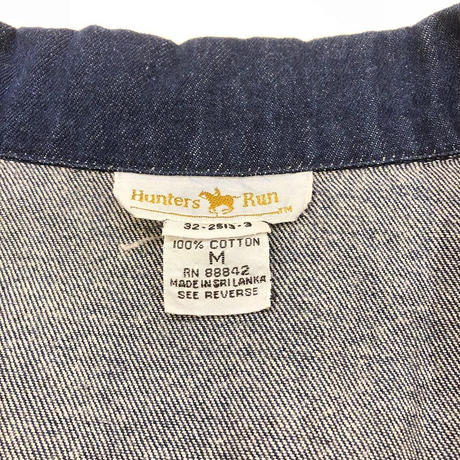 Hunters Run TM
32-2513-3
100% COTTON
M
RN 88842
MADE IN SRI LANKA
SEE REVERSE